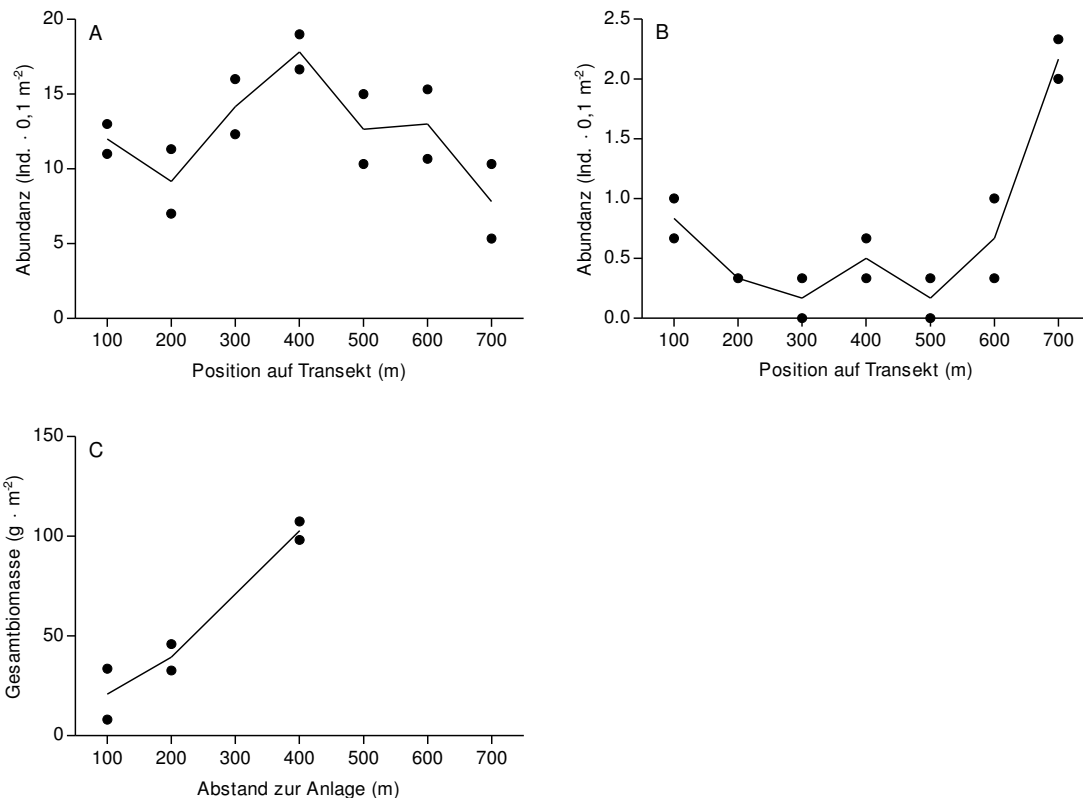 A
Abundanz (Ind. · 0,1 m-2)
20
15
10
5
0
100 200 300 400 500 600 700
Position auf Transekt (m)
B
Abundanz (Ind. · 0,1 m-2)
2.5
2.0
1.5
1.0
0.5
0.0
100 200 300 400 500 600 700
Position auf Transekt (m)
C
Gesamtbiomasse (g · m-2)
150
100
50
0
100 200 300 400 500 600 700
Abstand zur Anlage (m)